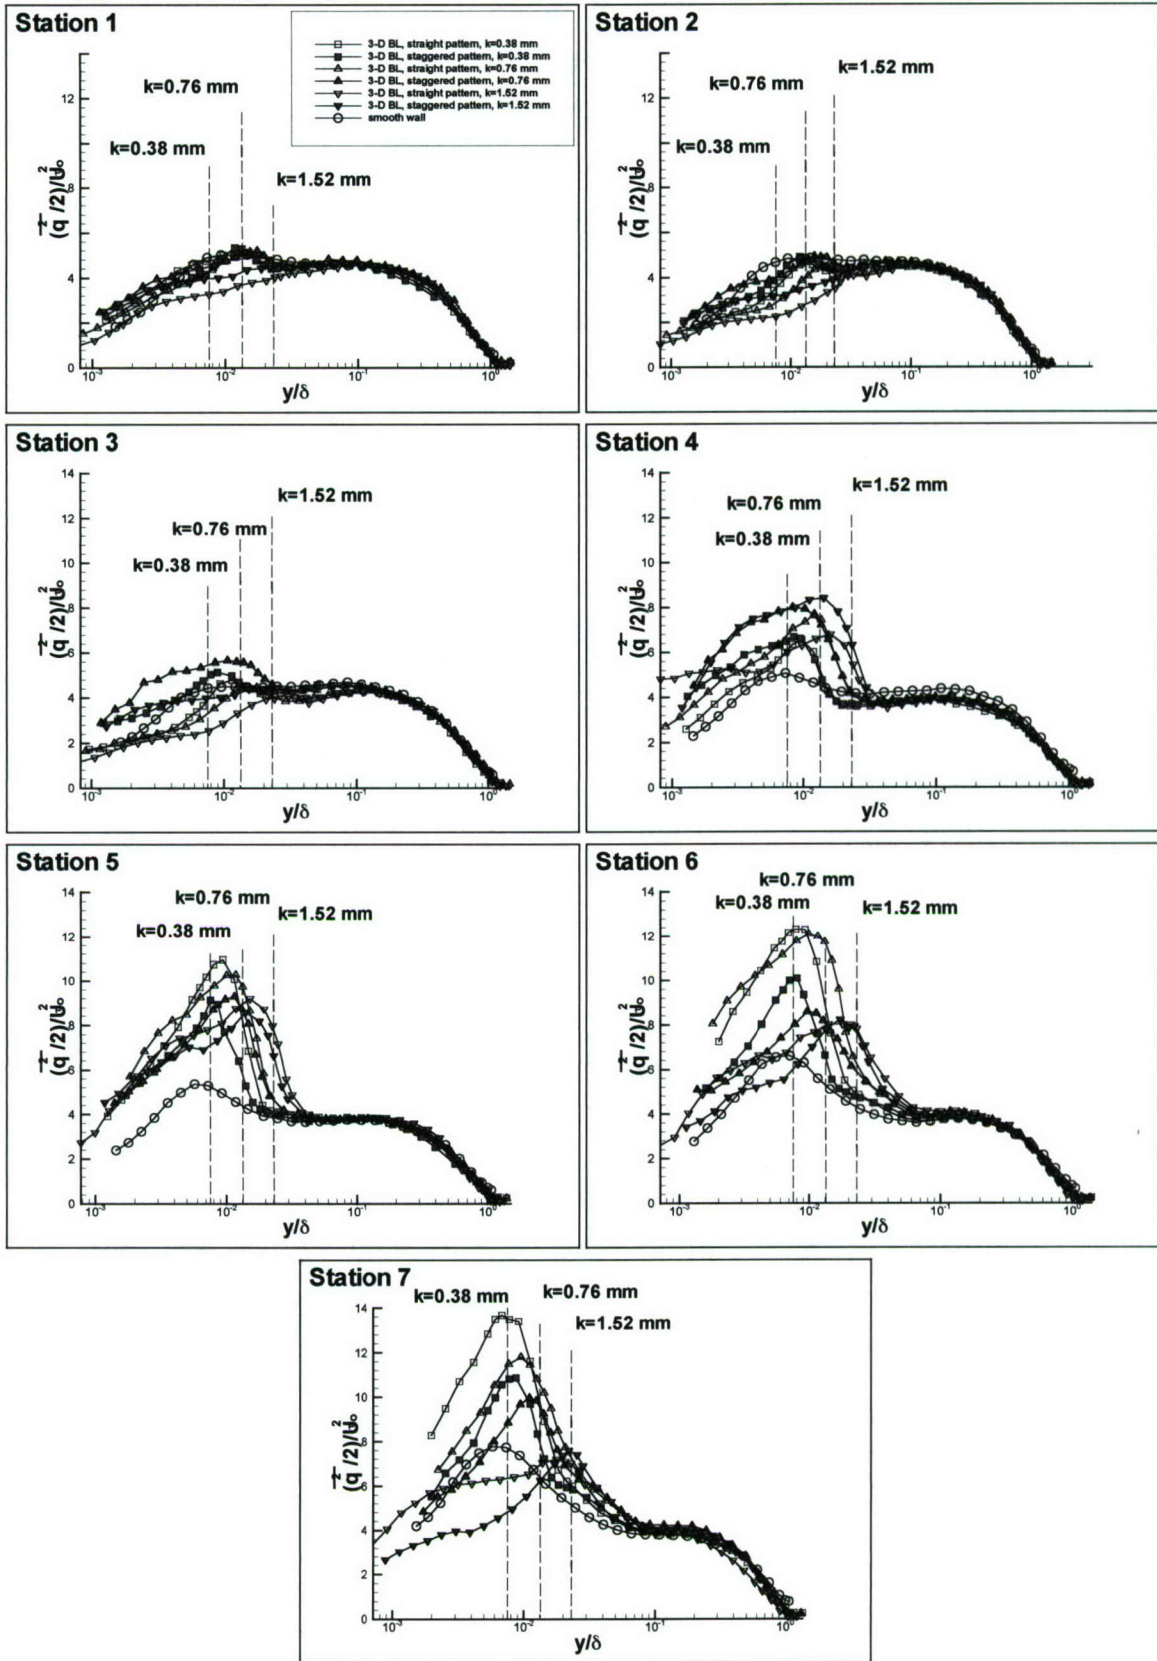 Station 1
3-D BL, straight pattern, k=0.38 mm
3-D BL, staggered pattern, k=0.38 mm
3-D BL, straight pattern, k=0.76 mm
3-D BL, staggered pattern, k=0.76 mm
3-D BL, straight pattern, k=1.52 mm
3-D BL, staggered pattern, k=1.52 mm
smooth wall
k=0.76 mm
k=0.38 mm
k=1.52 mm
12
8
4
0
10⁻³ 10⁻² 10⁻¹ 10⁰
y/δ
Station 2
k=1.52 mm
k=0.76 mm
k=0.38 mm
12
8
4
0
10⁻³ 10⁻² 10⁻¹ 10⁰
y/δ
Station 3
k=1.52 mm
k=0.76 mm
k=0.38 mm
14
12
10
8
6
4
2
0
10⁻³ 10⁻² 10⁻¹ 10⁰
y/δ
Station 4
k=1.52 mm
k=0.76 mm
k=0.38 mm
14
12
10
8
6
4
2
0
10⁻³ 10⁻² 10⁻¹ 10⁰
y/δ
Station 5
k=0.76 mm
k=1.52 mm
k=0.38 mm
14
12
10
8
6
4
2
0
10⁻³ 10⁻² 10⁻¹ 10⁰
y/δ
Station 6
k=0.76 mm
k=0.38 mm
k=1.52 mm
14
12
10
8
6
4
2
0
10⁻³ 10⁻² 10⁻¹ 10⁰
y/δ
Station 7
k=0.38 mm
k=0.76 mm
k=1.52 mm
14
12
10
8
6
4
2
0
10⁻³ 10⁻² 10⁻¹ 10⁰
y/δ